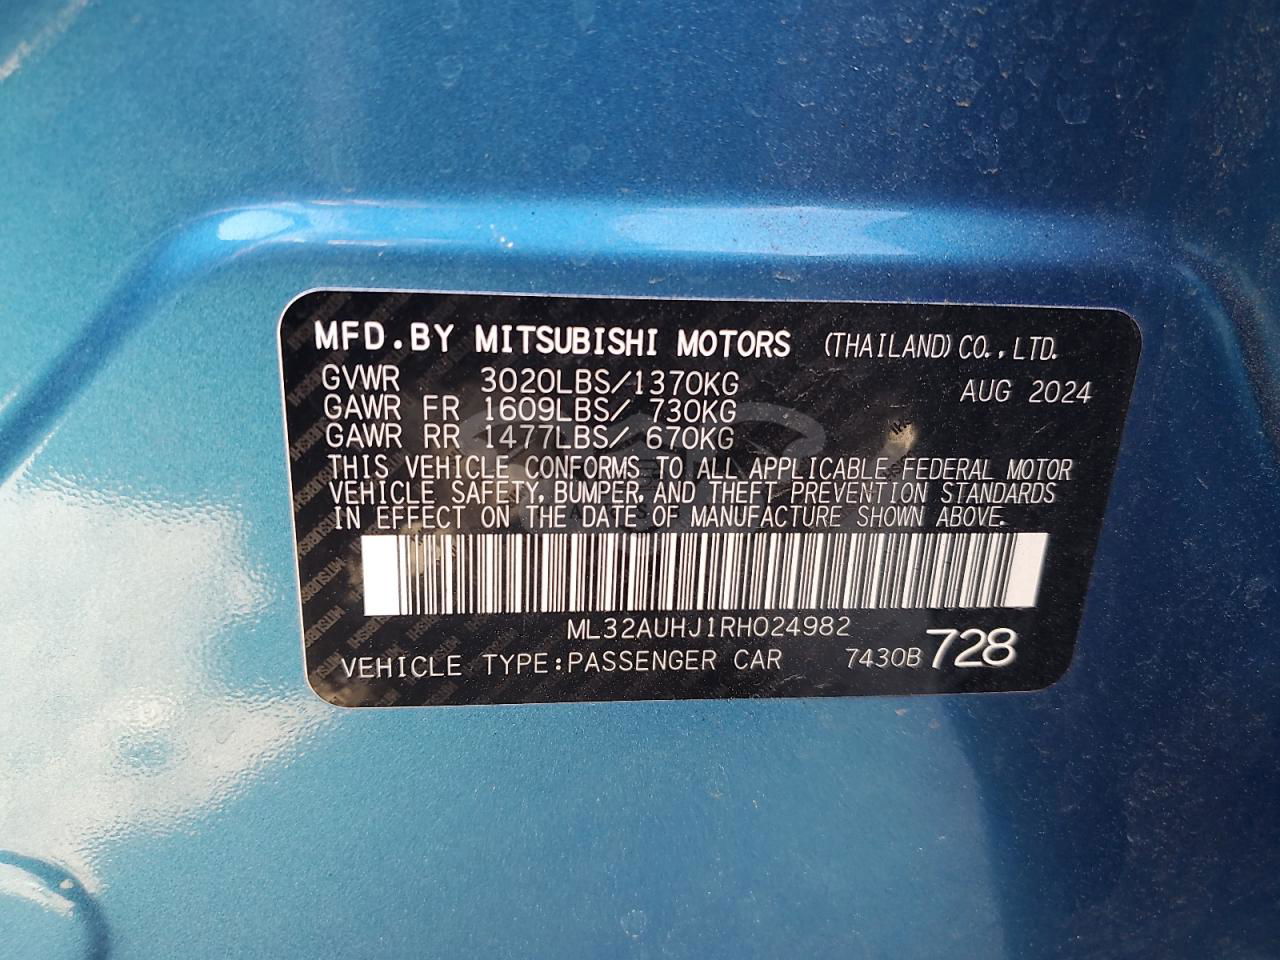 MFD.BY MITSUBISHI MOTORS (THAILAND) CO.,LTD.
GVWR 3020LBS/1370KG AUG 2024
GAWR FR 1609LBS/ 730KG
GAWR RR 1477LBS/ 670KG
THIS VEHICLE CONFORMS TO ALL APPLICABLE FEDERAL MOTOR
VEHICLE SAFETY, BUMPER, AND THEFT PREVENTION STANDARDS
IN EFFECT ON THE DATE OF MANUFACTURE SHOWN ABOVE.
ML32AUHJ1RH024982
VEHICLE TYPE:PASSENGER CAR 7430B 728